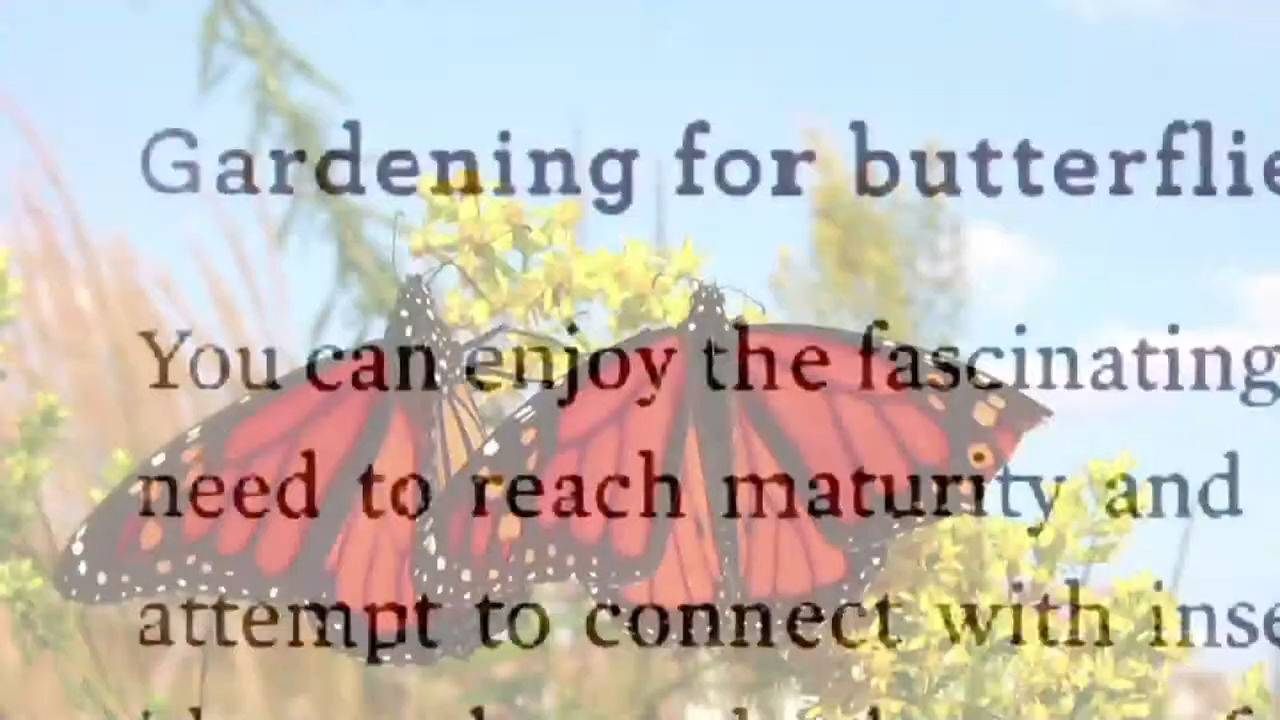 Gardening for butterflie
You can enjoy the fascinating
need to reach maturity and
attempt to connect with inse